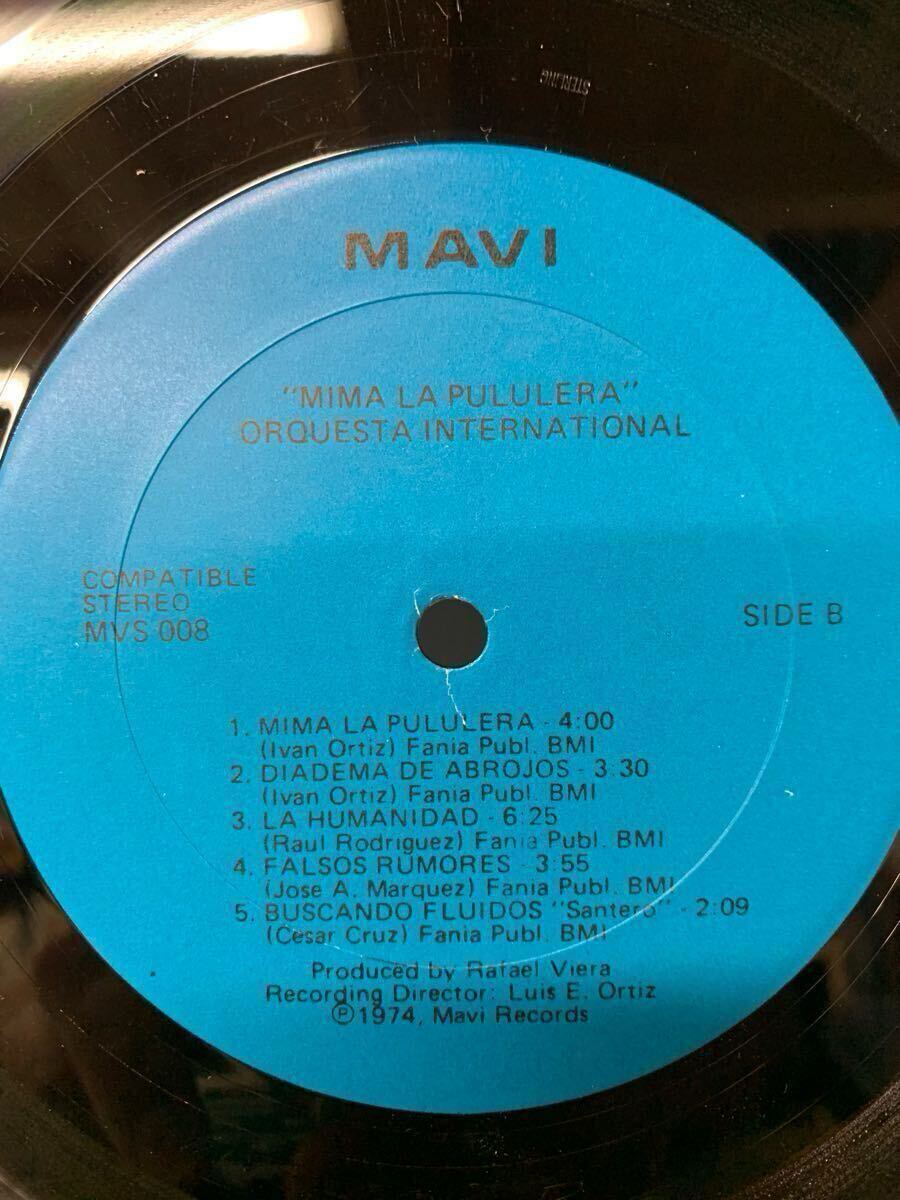 STERLING
MAVI
"MIMA LA PULULERA"
ORQUESTA INTERNATIONAL
COMPATIBLE
STEREO
MVS 008
SIDE B
1. MIMA LA PULULERA - 4:00
(Ivan Ortiz) Fania Publ. BMI
2. DIADEMA DE ABROJOS - 3:30
(Ivan Ortiz) Fania Publ. BMI
3. LA HUMANIDAD - 6:25
(Raul Rodriguez) Fania Publ. BMI
4. FALSOS RUMORES - 3:55
(Jose A. Marquez) Fania Publ. BMI
5. BUSCANDO FLUIDOS "Santero" - 2:09
(Cesar Cruz) Fania Publ. BMI
Produced by Rafael Viera
Recording Director: Luis E. Ortiz
℗1974, Mavi Records